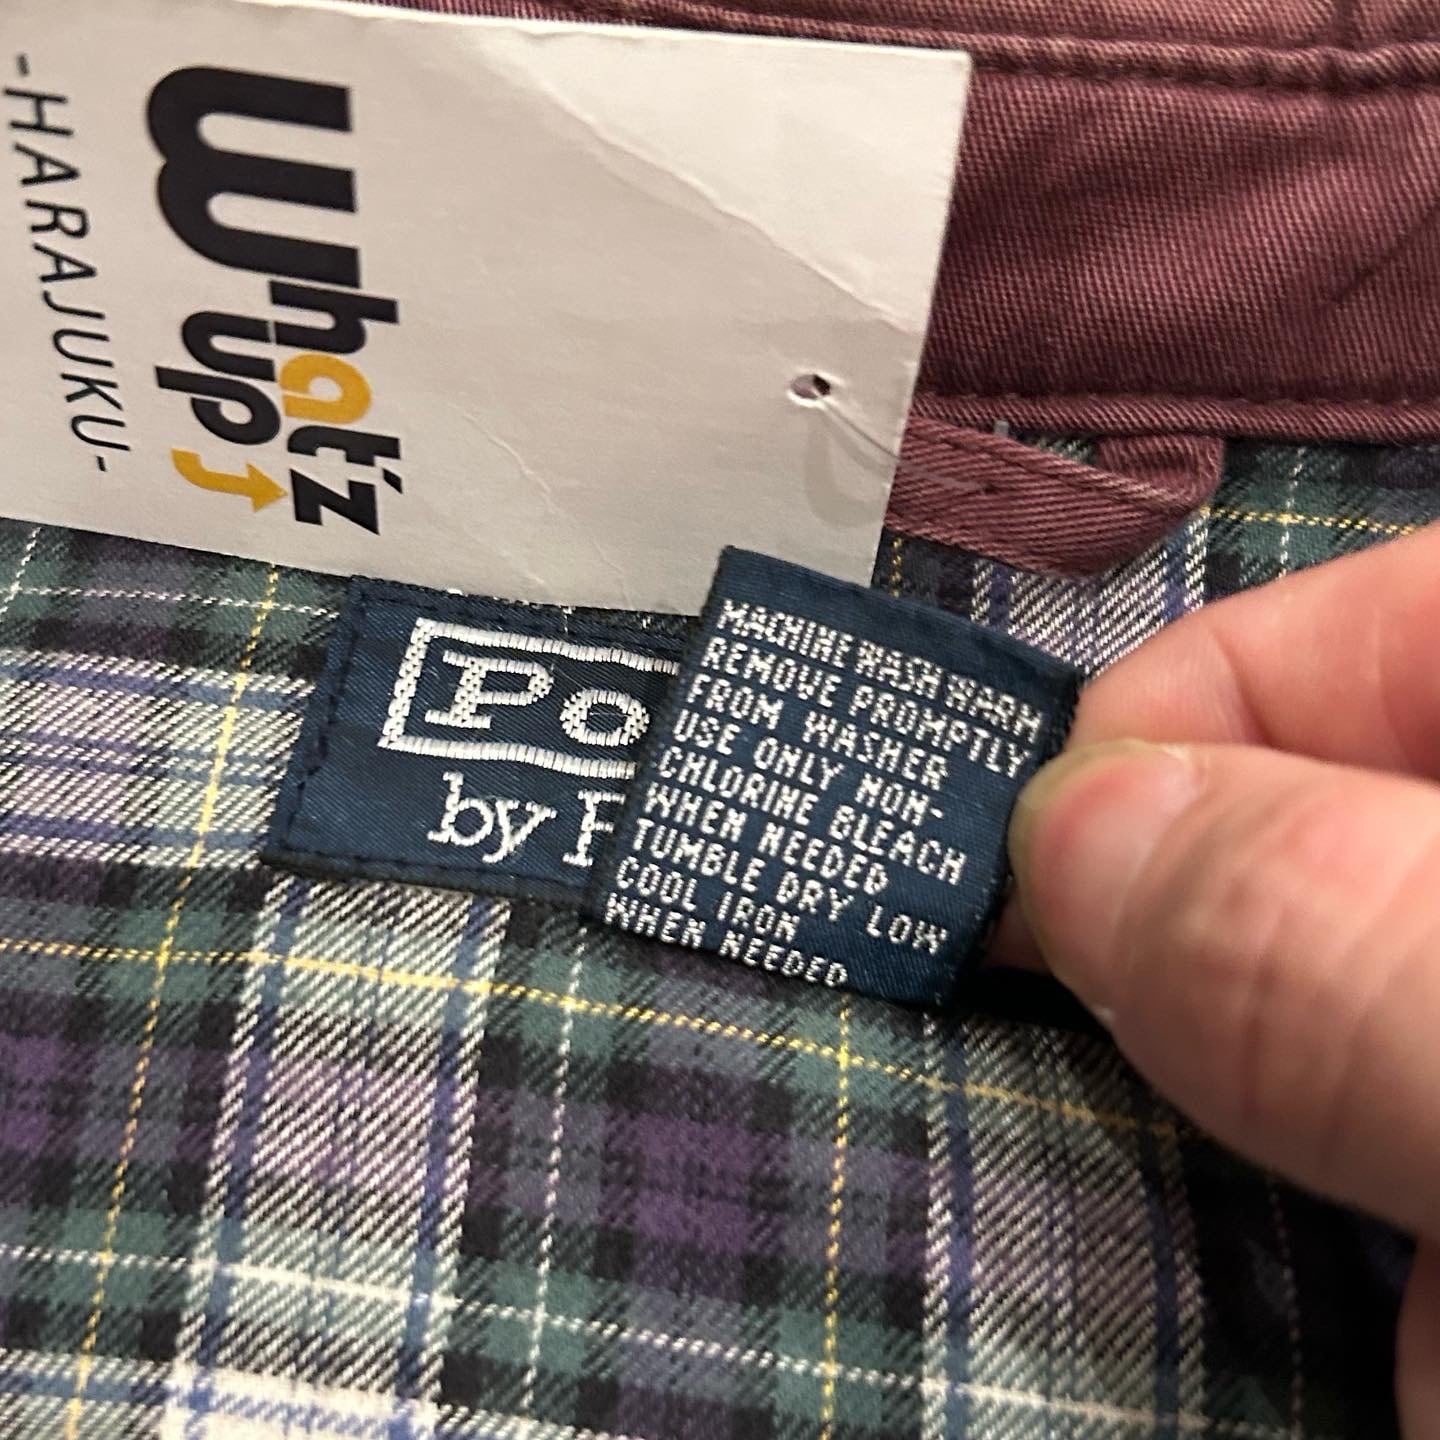 What'z
up
-HARAJUKU-
Po
by
MACHINE WASH WARM
REMOVE PROMPTLY
FROM WASHER
USE ONLY NON-
CHLORINE BLEACH
WHEN NEEDED
TUMBLE DRY LOW
COOL IRON
WHEN NEEDED